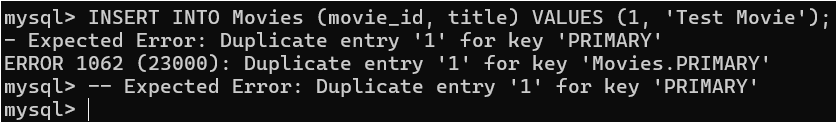 mysql> INSERT INTO Movies (movie_id, title) VALUES (1, 'Test Movie');
- Expected Error: Duplicate entry '1' for key 'PRIMARY'
ERROR 1062 (23000): Duplicate entry '1' for key 'Movies.PRIMARY'
mysql> -- Expected Error: Duplicate entry '1' for key 'PRIMARY'
mysql>